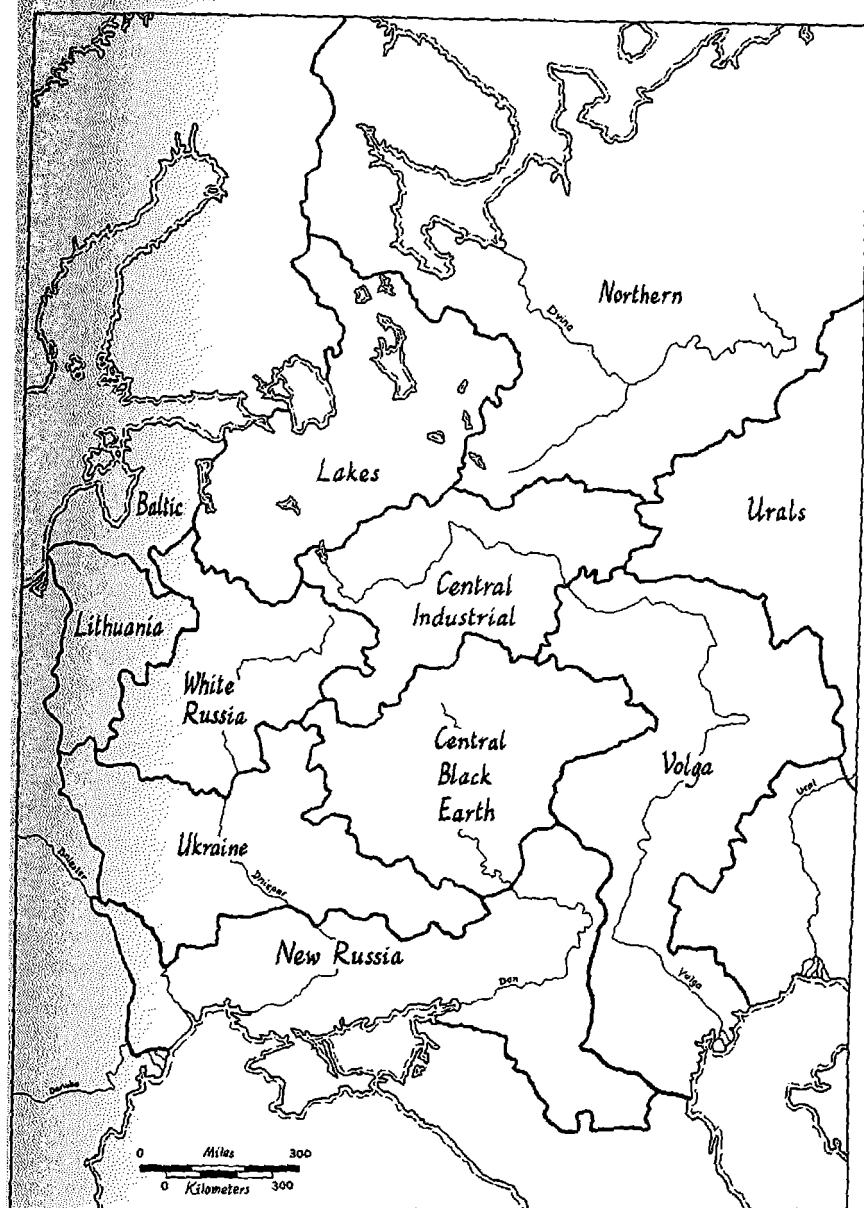 Northern
Dvina
Lakes
Urals
Baltic
Central
Industrial
Lithuania
White
Russia
Central
Black
Earth
Volga
Ural
Ukraine
Dniester
Dnieper
New Russia
Don
Volga
Danube
0 Miles 300
0 Kilometers 300